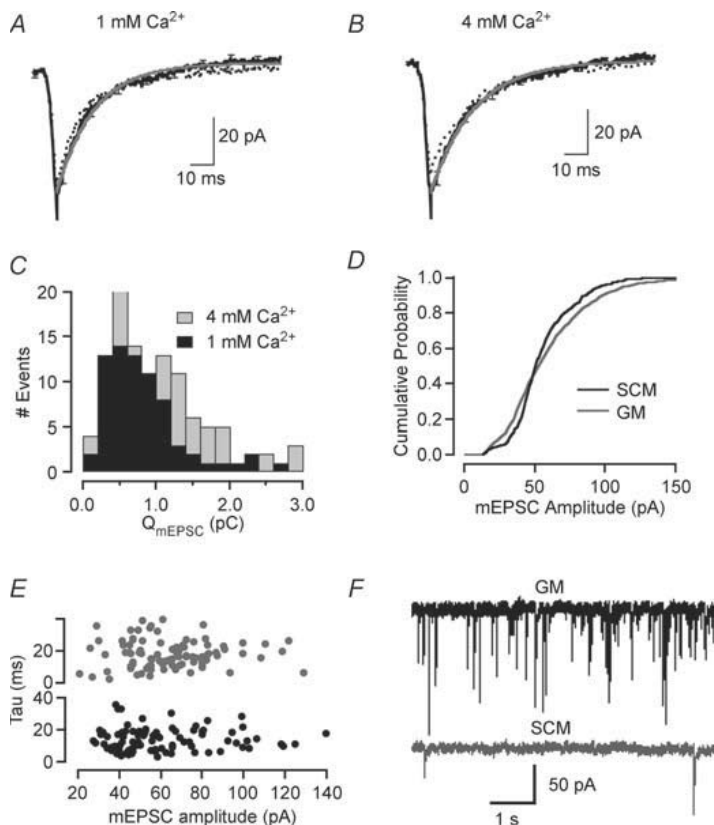 A
1 mM Ca²⁺
20 pA
10 ms
B
4 mM Ca²⁺
20 pA
10 ms
C
20
15
10
5
0
# Events
4 mM Ca²⁺
1 mM Ca²⁺
0.0 1.0 2.0 3.0
QmEPSC (pC)
D
1.0
0.8
0.6
0.4
0.2
0.0
Cumulative Probability
SCM
GM
0 50 100 150
mEPSC Amplitude (pA)
E
40
20
0
40
20
0
Tau (ms)
20 40 60 80 100 120 140
mEPSC amplitude (pA)
F
GM
SCM
50 pA
1 s